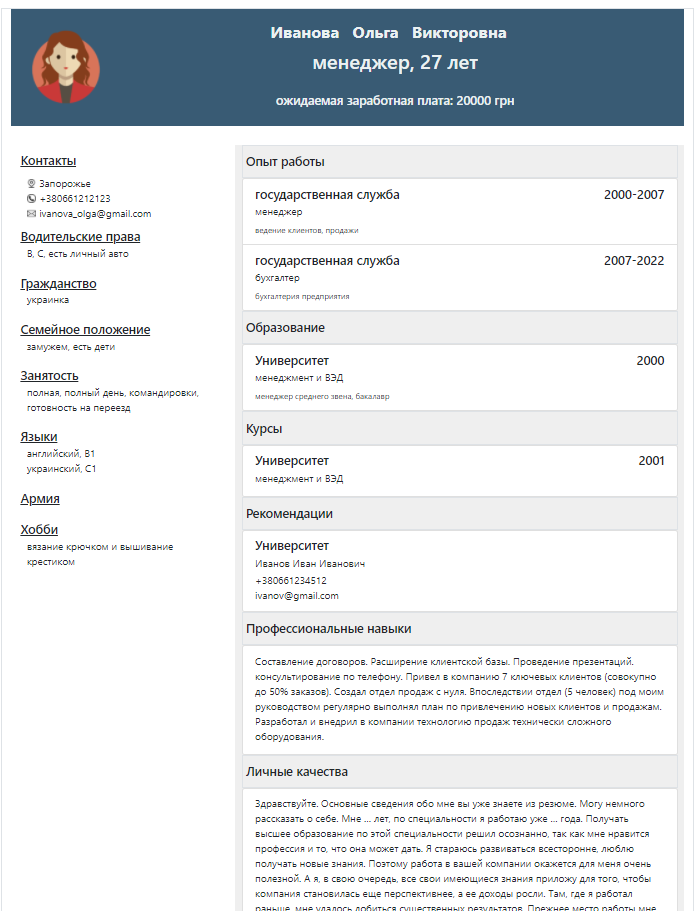 Иванова Ольга Викторовна
менеджер, 27 лет
ожидаемая заработная плата: 20000 грн
Контакты
Запорожье
+380661212123
ivanova_olga@gmail.com
Водительские права
B, C, есть личный авто
Гражданство
украинка
Семейное положение
замужем, есть дети
Занятость
полная, полный день, командировки,
готовность на переезд
Языки
английский, B1
украинский, C1
Армия
Хобби
вязание крючком и вышивание
крестиком
Опыт работы
государственная служба 2000-2007
менеджер
ведение клиентов, продажи
государственная служба 2007-2022
бухгалтер
бухгалтерия предприятия
Образование
Университет 2000
менеджмент и ВЭД
менеджер среднего звена, бакалавр
Курсы
Университет 2001
менеджмент и ВЭД
Рекомендации
Университет
Иванов Иван Иванович
+380661234512
ivanov@gmail.com
Профессиональные навыки
Составление договоров. Расширение клиентской базы. Проведение презентаций.
консультирование по телефону. Привел в компанию 7 ключевых клиентов (совокупно
до 50% заказов). Создал отдел продаж с нуля. Впоследствии отдел (5 человек) под моим
руководством регулярно выполнял план по привлечению новых клиентов и продажам.
Разработал и внедрил в компании технологию продаж технически сложного
оборудования.
Личные качества
Здравствуйте. Основные сведения обо мне вы уже знаете из резюме. Могу немного
рассказать о себе. Мне ... лет, по специальности я работаю уже ... года. Получать
высшее образование по этой специальности решил осознанно, так как мне нравится
профессия и то, что она может дать. Я стараюсь развиваться всесторонне, люблю
получать новые знания. Поэтому работа в вашей компании окажется для меня очень
полезной. А я, в свою очередь, все свои имеющиеся знания приложу для того, чтобы
компания становилась еще перспективнее, а ее доходы росли. Там, где я работал
раньше, мне удалось добиться существенных результатов. Прежнее место работы мне